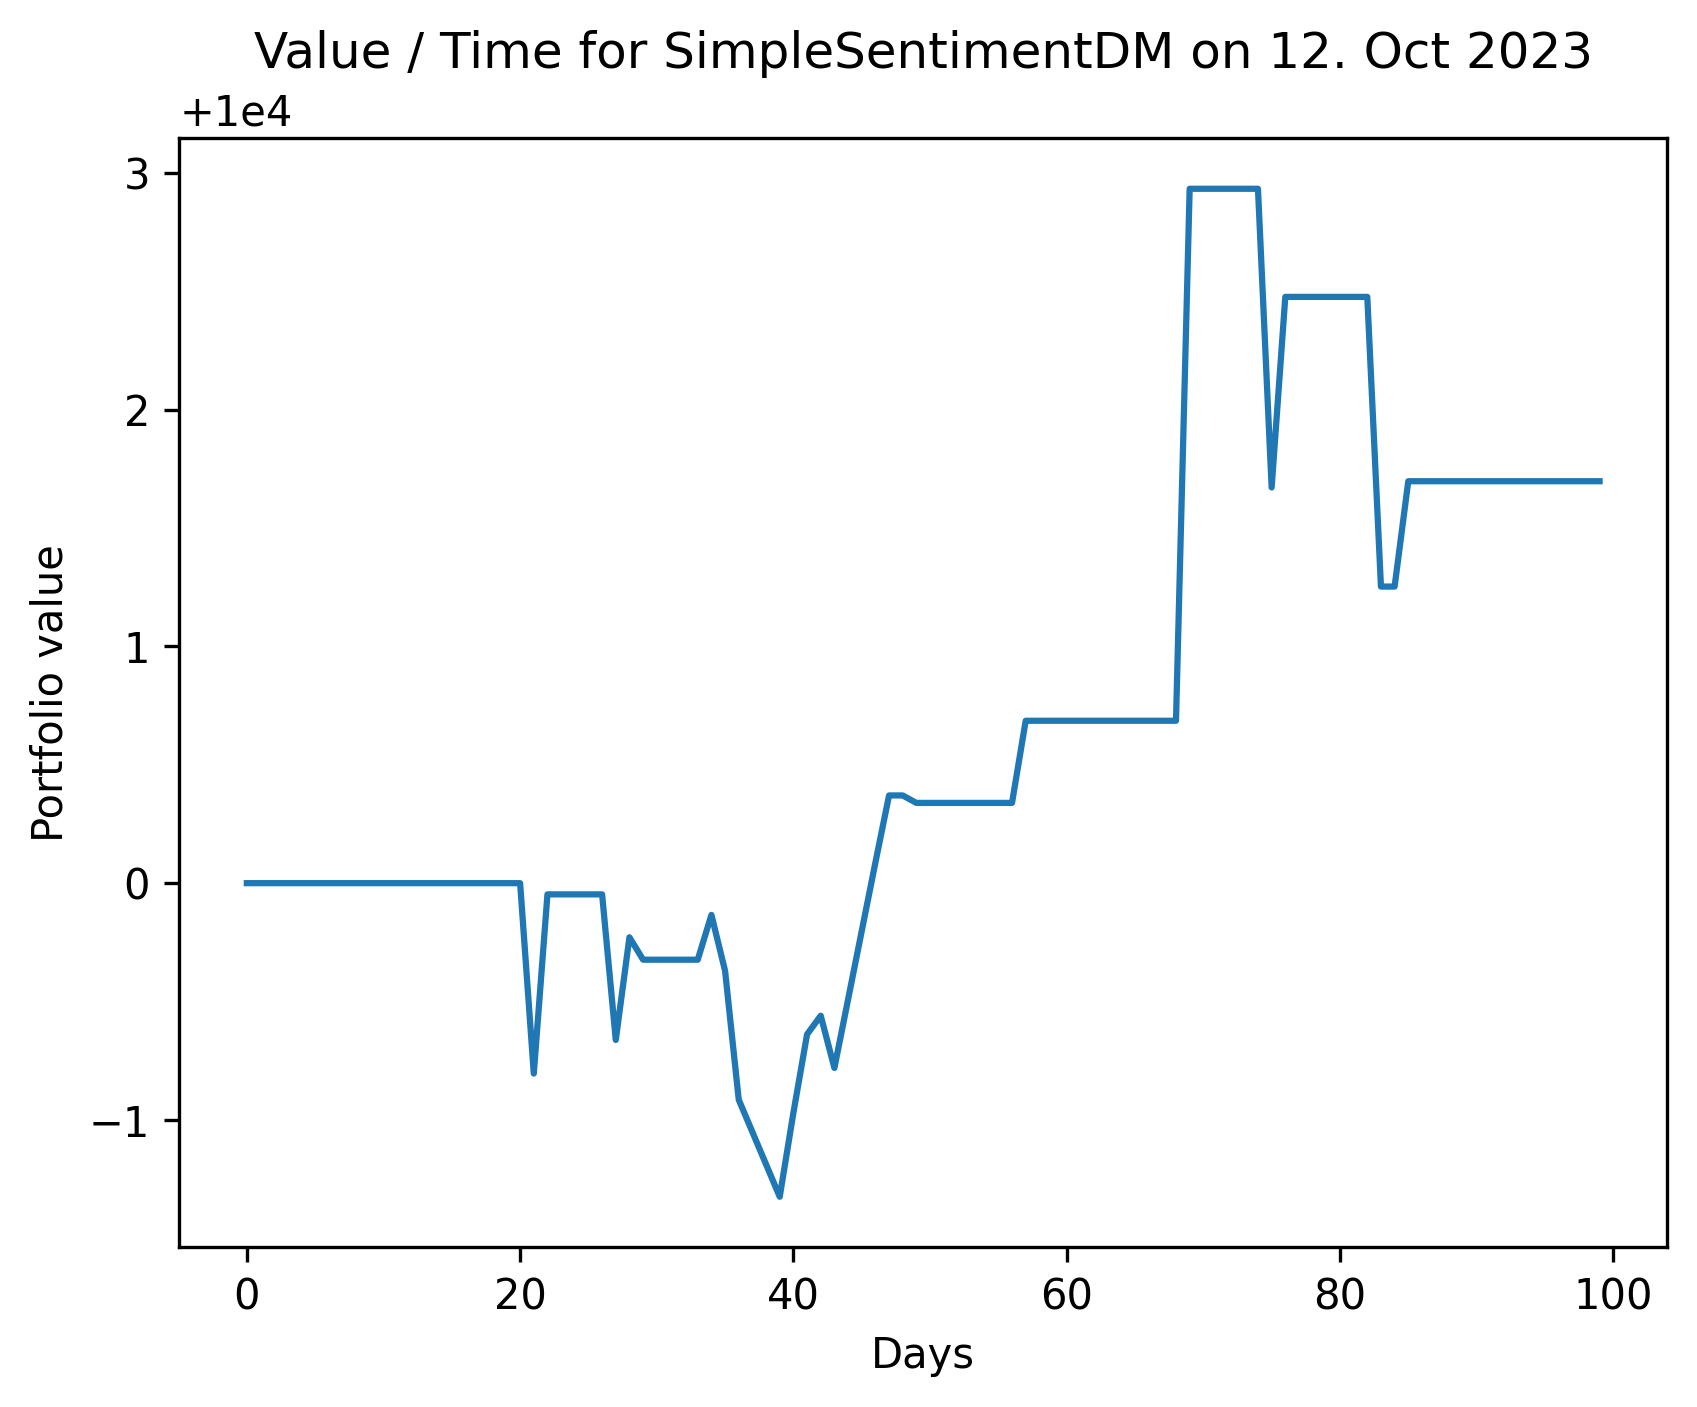 Value / Time for SimpleSentimentDM on 12. Oct 2023
+1e4
3
2
1
0
−1
Portfolio value
0 20 40 60 80 100
Days